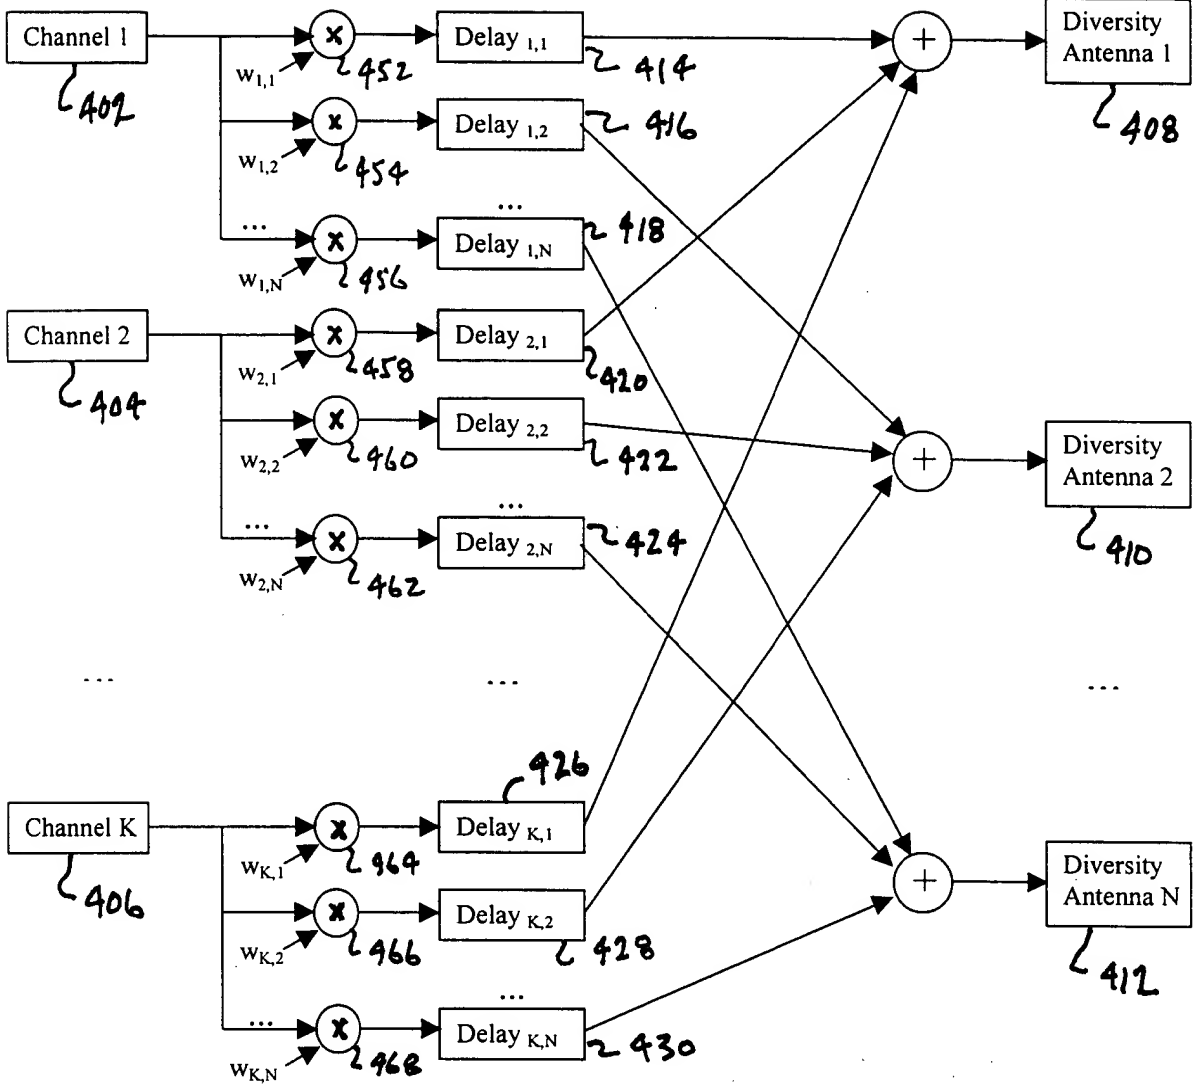 Channel 1
402
x
w1,1
452
Delay 1,1
414
+
Diversity
Antenna 1
408
x
w1,2
454
Delay 1,2
416
...
...
x
w1,N
456
Delay 1,N
418
Channel 2
404
x
w2,1
458
Delay 2,1
420
x
w2,2
460
Delay 2,2
422
+
Diversity
Antenna 2
410
...
...
x
w2,N
462
Delay 2,N
424
...
...
...
Channel K
406
x
wK,1
464
Delay K,1
426
x
wK,2
466
Delay K,2
428
+
Diversity
Antenna N
412
...
...
x
wK,N
468
Delay K,N
430